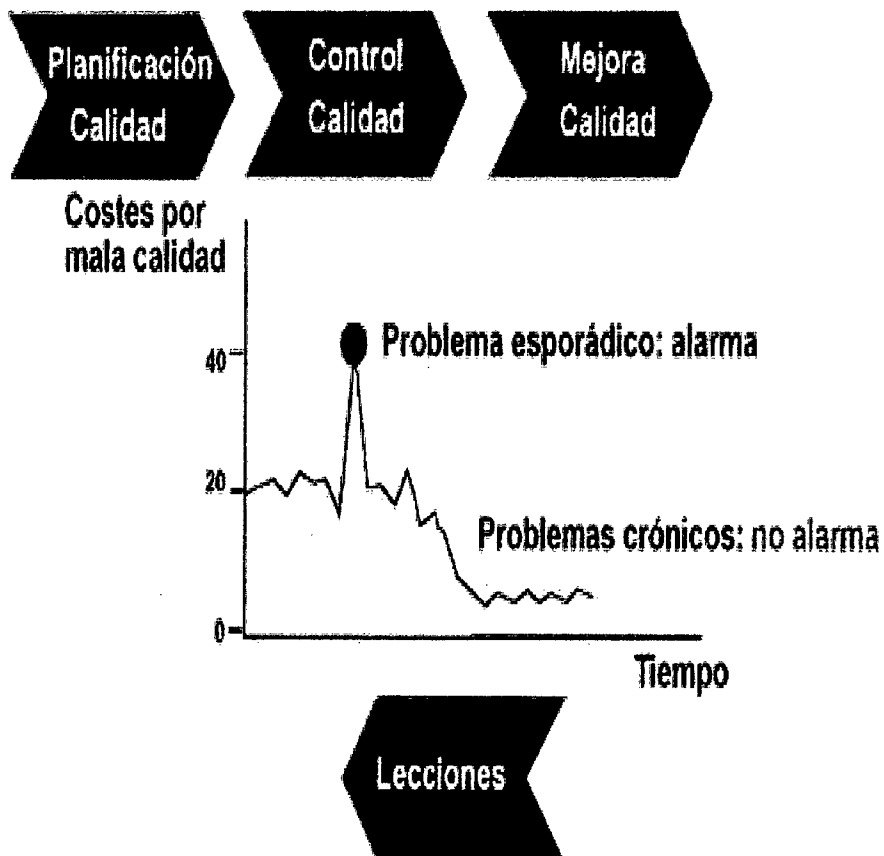 Planificación
Calidad
Control
Calidad
Mejora
Calidad
Costes por
mala calidad
40
Problema esporádico: alarma
20
Problemas crónicos: no alarma
0
Tiempo
Lecciones